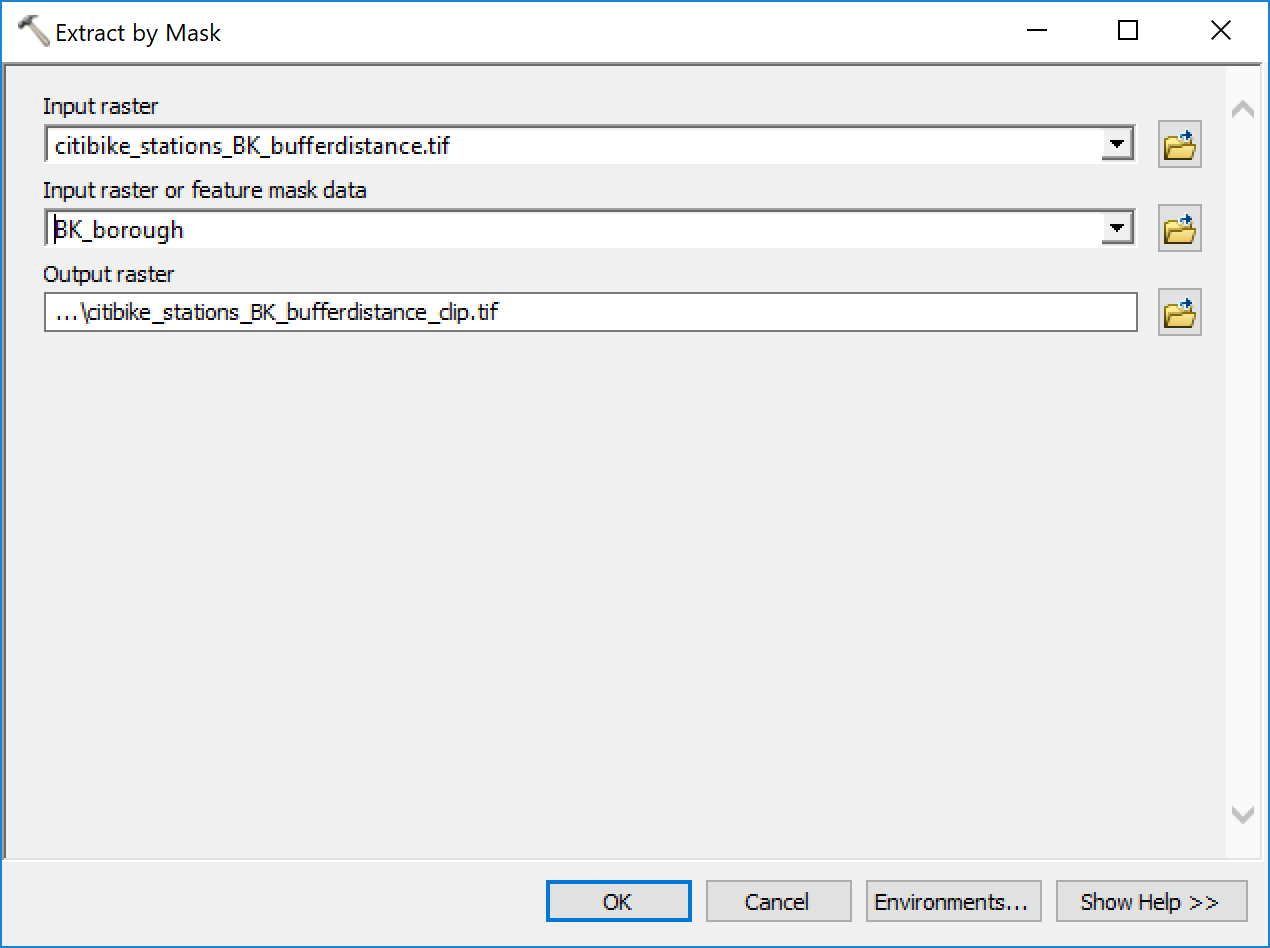 Extract by Mask
Input raster
citibike_stations_BK_bufferdistance.tif
Input raster or feature mask data
BK_borough
Output raster
...\citibike_stations_BK_bufferdistance_clip.tif
OK Cancel Environments... Show Help >>